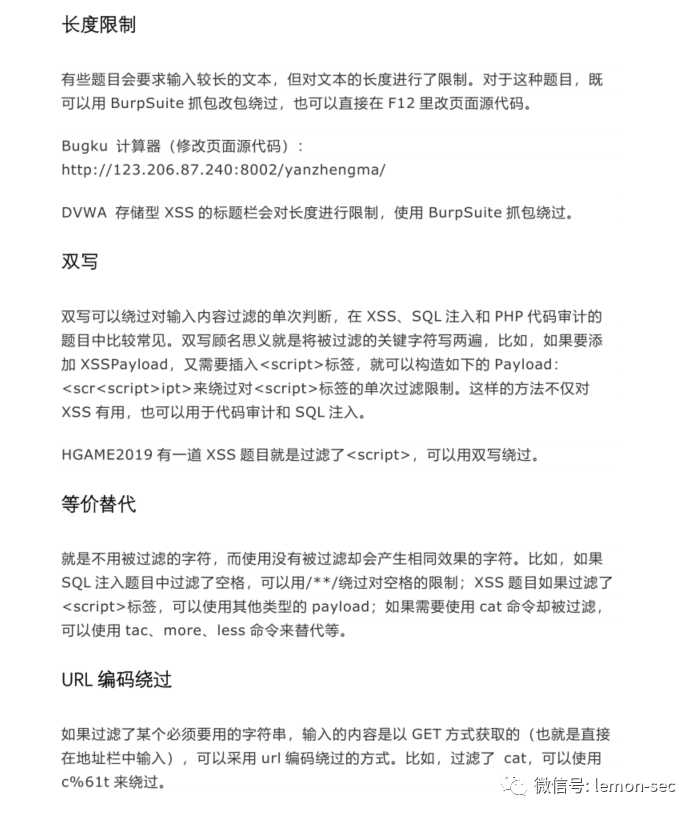 长度限制
有些题目会要求输入较长的文本，但对文本的长度进行了限制。对于这种题目，既
可以用 BurpSuite 抓包改包绕过，也可以直接在 F12 里改页面源代码。
Bugku 计算器（修改页面源代码）：
http://123.206.87.240:8002/yanzhengma/
DVWA 存储型 XSS 的标题栏会对长度进行限制，使用 BurpSuite 抓包绕过。
双写
双写可以绕过对输入内容过滤的单次判断，在 XSS、SQL 注入和 PHP 代码审计的
题目中比较常见。双写顾名思义就是将被过滤的关键字符写两遍，比如，如果要添
加 XSSPayload，又需要插入<script>标签，就可以构造如下的 Payload：
<scr<script>ipt>来绕过对<script>标签的单次过滤限制。这样的方法不仅对
XSS 有用，也可以用于代码审计和 SQL 注入。
HGAME2019 有一道 XSS 题目就是过滤了<script>，可以用双写绕过。
等价替代
就是不用被过滤的字符，而使用没有被过滤却会产生相同效果的字符。比如，如果
SQL 注入题目中过滤了空格，可以用/**/绕过对空格的限制；XSS 题目如果过滤了
<script>标签，可以使用其他类型的 payload；如果需要使用 cat 命令却被过滤，
可以使用 tac、more、less 命令来替代等。
URL 编码绕过
如果过滤了某个必须要用的字符串，输入的内容是以 GET 方式获取的（也就是直接
在地址栏中输入），可以采用 url 编码绕过的方式。比如，过滤了 cat，可以使用
c%61t 来绕过。
微信号: lemon-sec